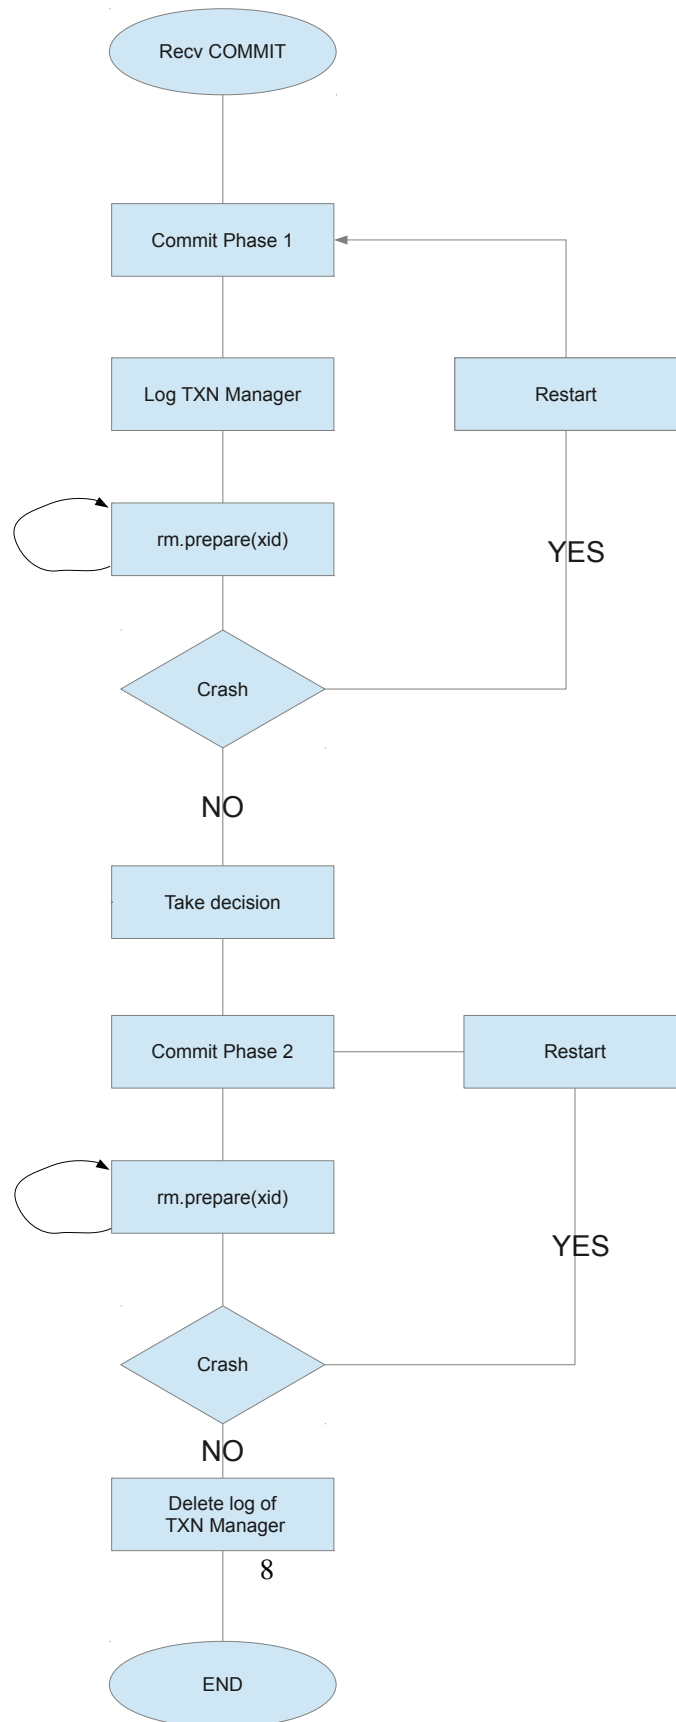 Recv COMMIT
Commit Phase 1
Log TXN Manager
Restart
rm.prepare(xid)
YES
Crash
NO
Take decision
Commit Phase 2
Restart
rm.prepare(xid)
YES
Crash
NO
Delete log of
TXN Manager
8
END